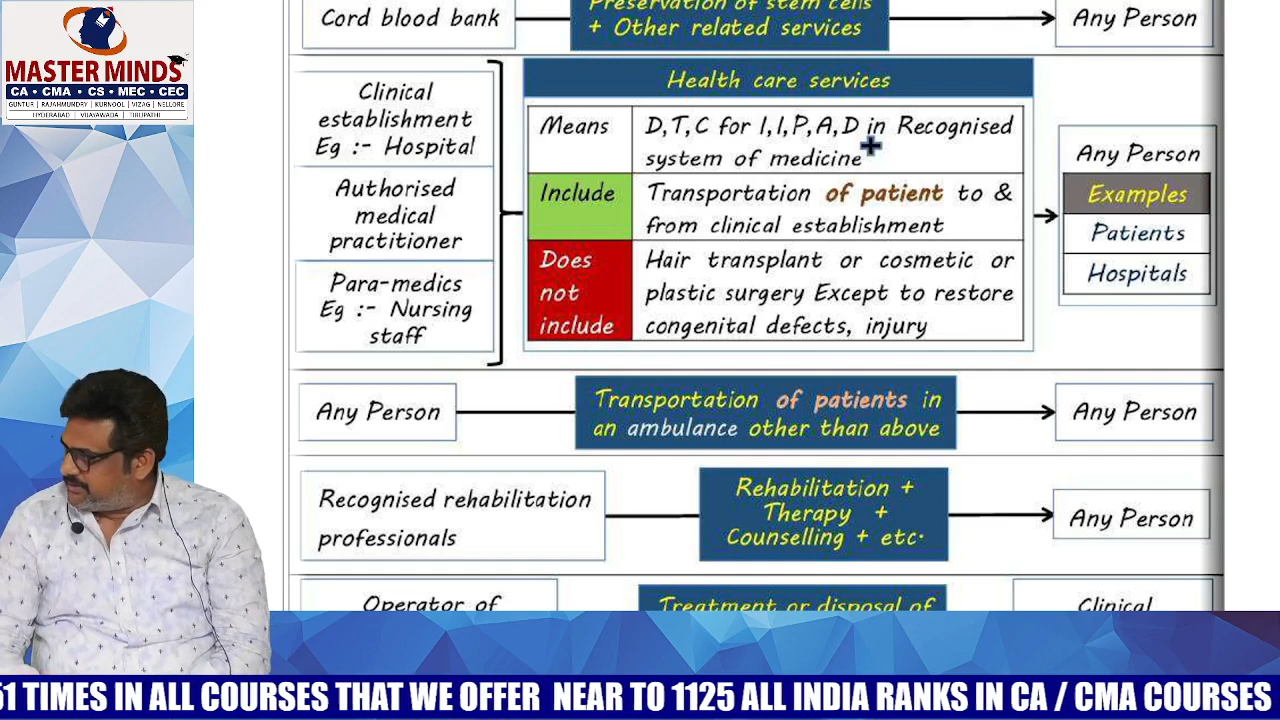 MASTER MINDS
CA • CMA • CS • MEC • CEC
GUNTUR | RAJAHMUNDRY | KURNOOL | VIZAG | NELLORE
HYDERABAD | VIJAYAWADA | TIRUPATHI
Cord blood bank
Preservation of stem cells
+ Other related services
Any Person
Clinical
establishment
Eg :- Hospital
Authorised
medical
practitioner
Para-medics
Eg :- Nursing
staff
Health care services
Means
D,T,C for I,I,P,A,D in Recognised
system of medicine
Include
Transportation of patient to &
from clinical establishment
Does
not
include
Hair transplant or cosmetic or
plastic surgery Except to restore
congenital defects, injury
Any Person
Examples
Patients
Hospitals
Any Person
Transportation of patients in
an ambulance other than above
Any Person
Recognised rehabilitation
professionals
Rehabilitation +
Therapy +
Counselling + etc.
Any Person
Operator of
Treatment or disposal of
Clinical
51 TIMES IN ALL COURSES THAT WE OFFER NEAR TO 1125 ALL INDIA RANKS IN CA / CMA COURSES